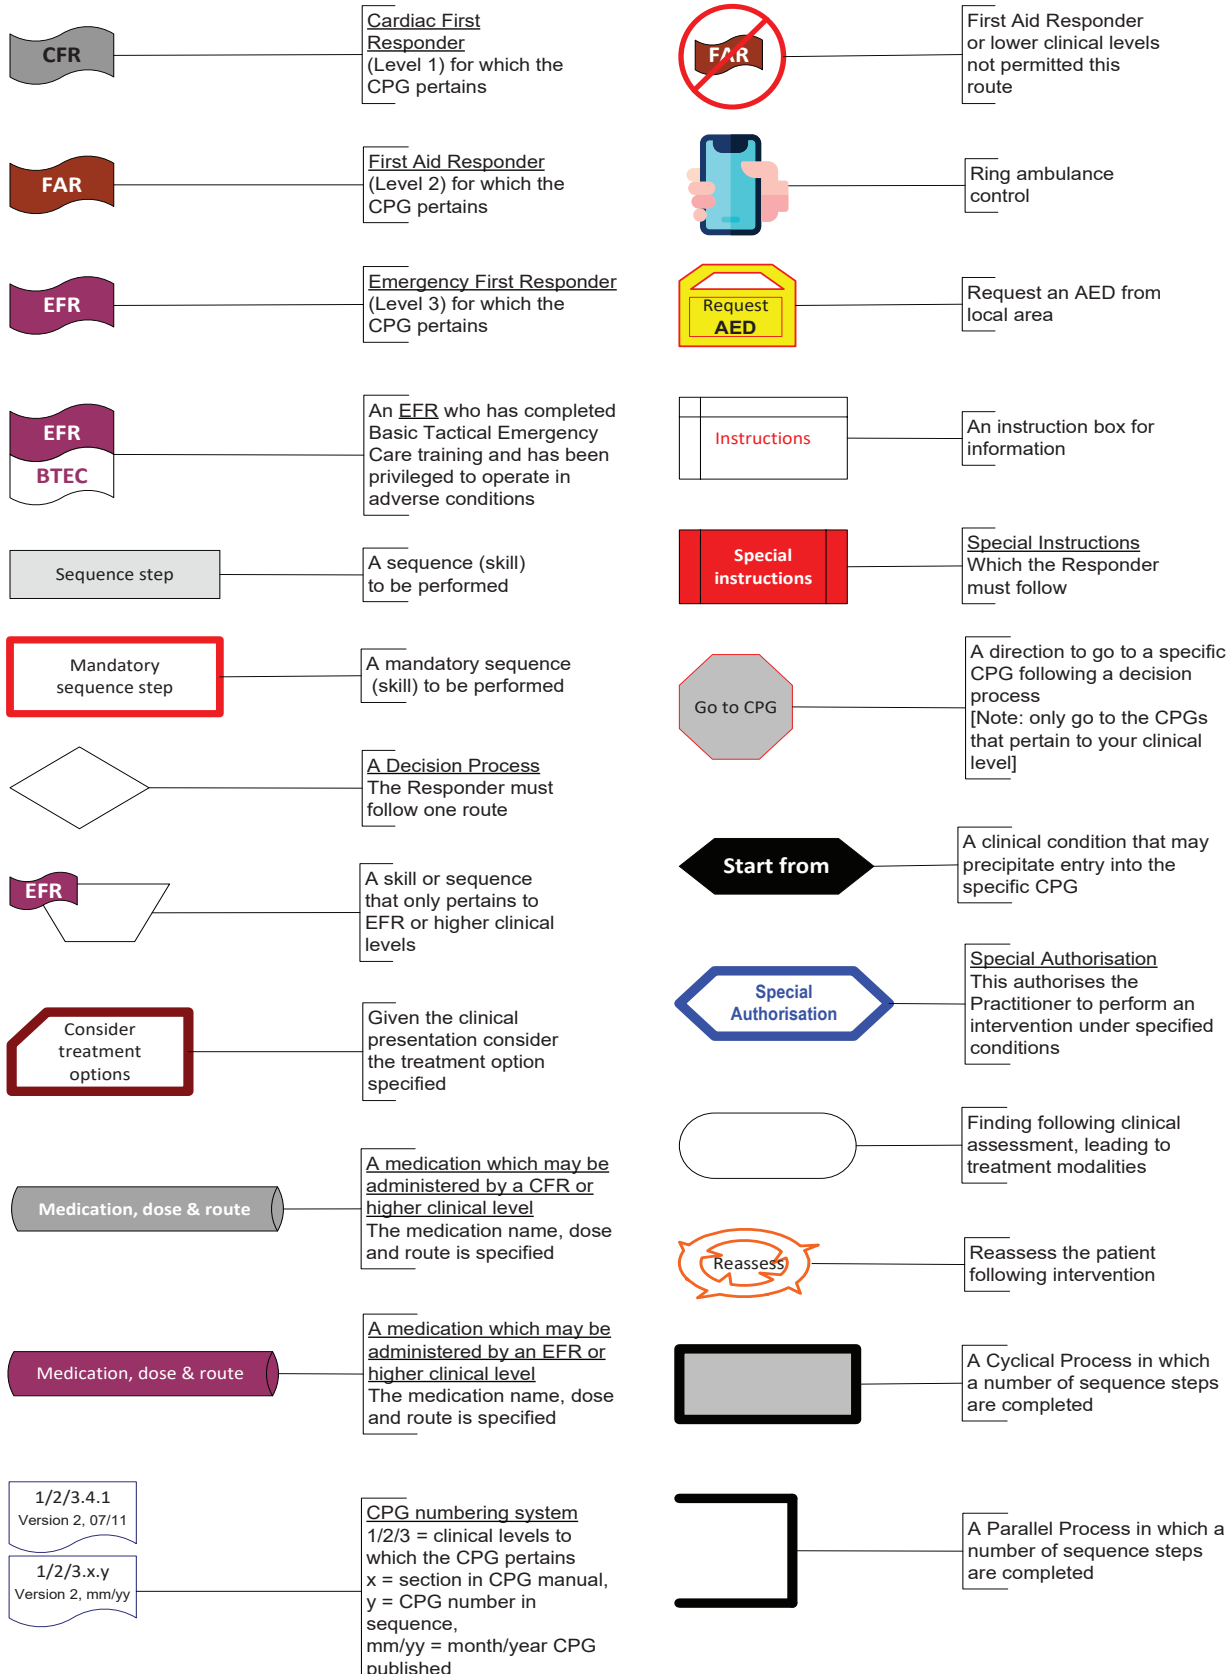 CFR
Cardiac First
Responder
(Level 1) for which the
CPG pertains
FAR
First Aid Responder
(Level 2) for which the
CPG pertains
EFR
Emergency First Responder
(Level 3) for which the
CPG pertains
EFR
BTEC
An EFR who has completed
Basic Tactical Emergency
Care training and has been
privileged to operate in
adverse conditions
Sequence step
A sequence (skill)
to be performed
Mandatory
sequence step
A mandatory sequence
(skill) to be performed
A Decision Process
The Responder must
follow one route
EFR
A skill or sequence
that only pertains to
EFR or higher clinical
levels
Consider
treatment
options
Given the clinical
presentation consider
the treatment option
specified
Medication, dose & route
A medication which may be
administered by a CFR or
higher clinical level
The medication name, dose
and route is specified
Medication, dose & route
A medication which may be
administered by an EFR or
higher clinical level
The medication name, dose
and route is specified
1/2/3.4.1
Version 2, 07/11
1/2/3.x.y
Version 2, mm/yy
CPG numbering system
1/2/3 = clinical levels to
which the CPG pertains
x = section in CPG manual,
y = CPG number in
sequence,
mm/yy = month/year CPG
published
FAR
First Aid Responder
or lower clinical levels
not permitted this
route
Ring ambulance
control
Request
AED
Request an AED from
local area
Instructions
An instruction box for
information
Special
instructions
Special Instructions
Which the Responder
must follow
Go to CPG
A direction to go to a specific
CPG following a decision
process
[Note: only go to the CPGs
that pertain to your clinical
level]
Start from
A clinical condition that may
precipitate entry into the
specific CPG
Special
Authorisation
Special Authorisation
This authorises the
Practitioner to perform an
intervention under specified
conditions
Finding following clinical
assessment, leading to
treatment modalities
Reassess
Reassess the patient
following intervention
A Cyclical Process in which
a number of sequence steps
are completed
A Parallel Process in which a
number of sequence steps
are completed